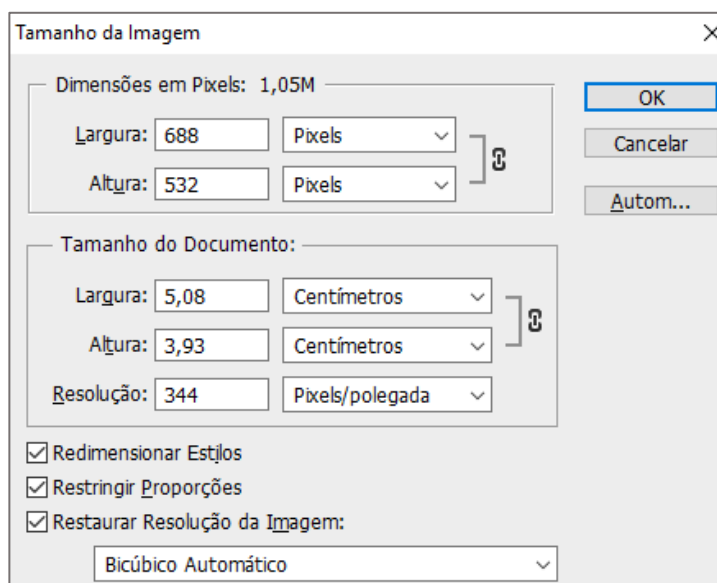 Tamanho da Imagem
Dimensões em Pixels: 1,05M
OK
Largura: 688 Pixels
Cancelar
Altura: 532 Pixels
Autom...
Tamanho do Documento:
Largura: 5,08 Centímetros
Altura: 3,93 Centímetros
Resolução: 344 Pixels/polegada
Redimensionar Estilos
Restringir Proporções
Restaurar Resolução da Imagem:
Bicúbico Automático